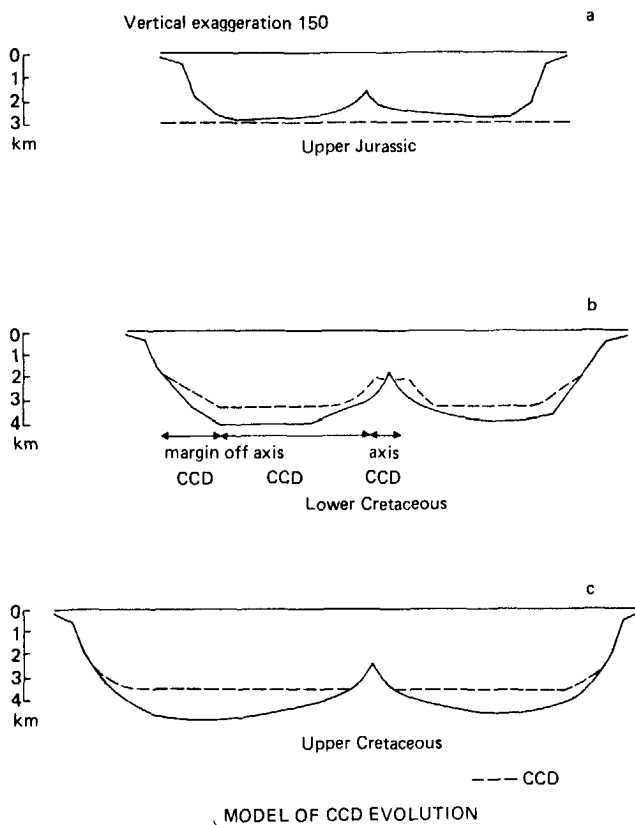 Vertical exaggeration 150
a
0
1
2
3
km
Upper Jurassic
b
0
1
2
3
4
km
margin off axis axis
CCD CCD CCD
Lower Cretaceous
c
0
1
2
3
4
km
Upper Cretaceous
CCD
MODEL OF CCD EVOLUTION